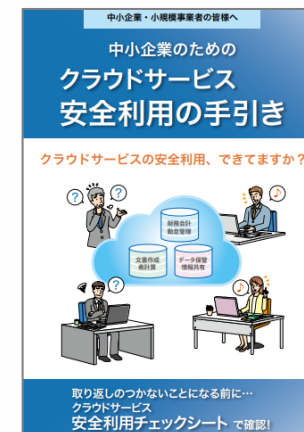 中小企業・小規模事業者の皆様へ
中小企業のための
クラウドサービス
安全利用の手引き
クラウドサービスの安全利用、できてますか?
? ?
財務会計
勤怠管理
文書作成
表計算
データ保管
情報共有
?
取り返しのつかないことになる前に…
クラウドサービス
安全利用チェックシート で確認!